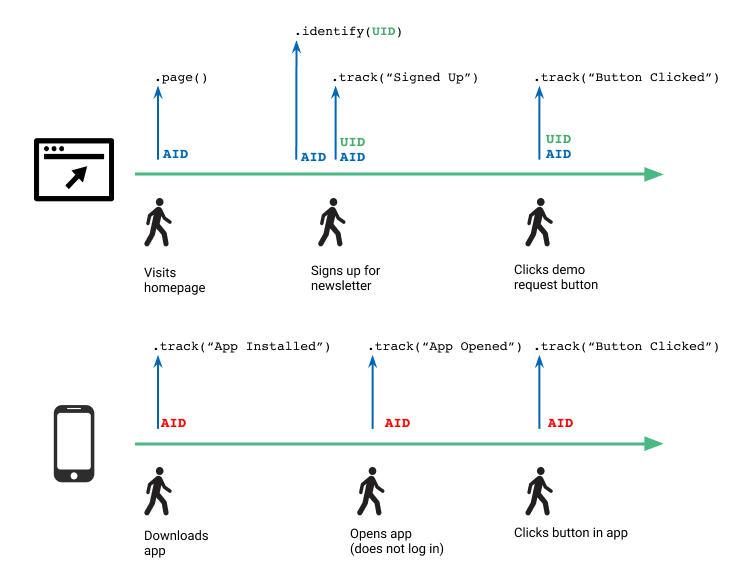 .identify(UID)
.page()
.track(“Signed Up”)
.track(“Button Clicked”)
UID
UID
AID
AID
AID
AID
Visits
homepage
Signs up for
newsletter
Clicks demo
request button
.track(“App Installed”)
.track(“App Opened”)
.track(“Button Clicked”)
AID
AID
AID
Downloads
app
Opens app
(does not log in)
Clicks button in app